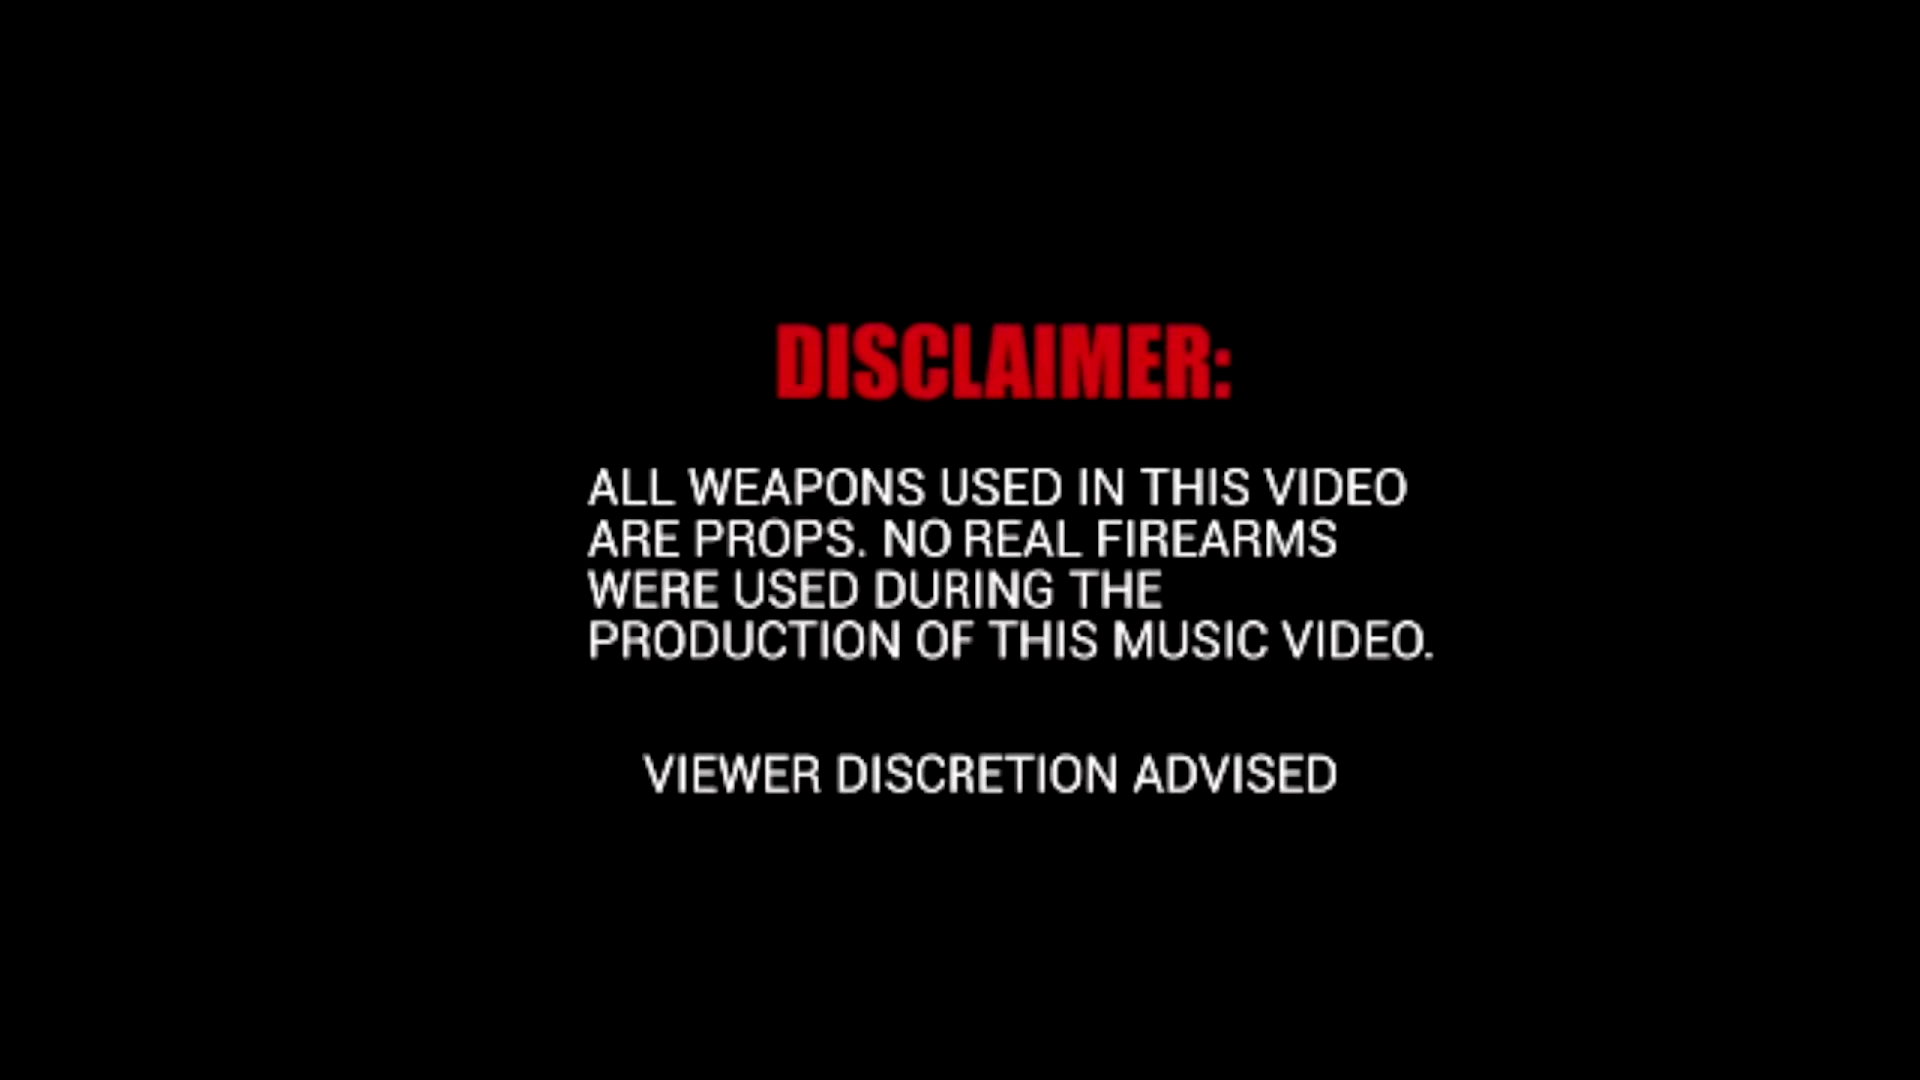 DISCLAIMER:
ALL WEAPONS USED IN THIS VIDEO
ARE PROPS. NO REAL FIREARMS
WERE USED DURING THE
PRODUCTION OF THIS MUSIC VIDEO.
VIEWER DISCRETION ADVISED